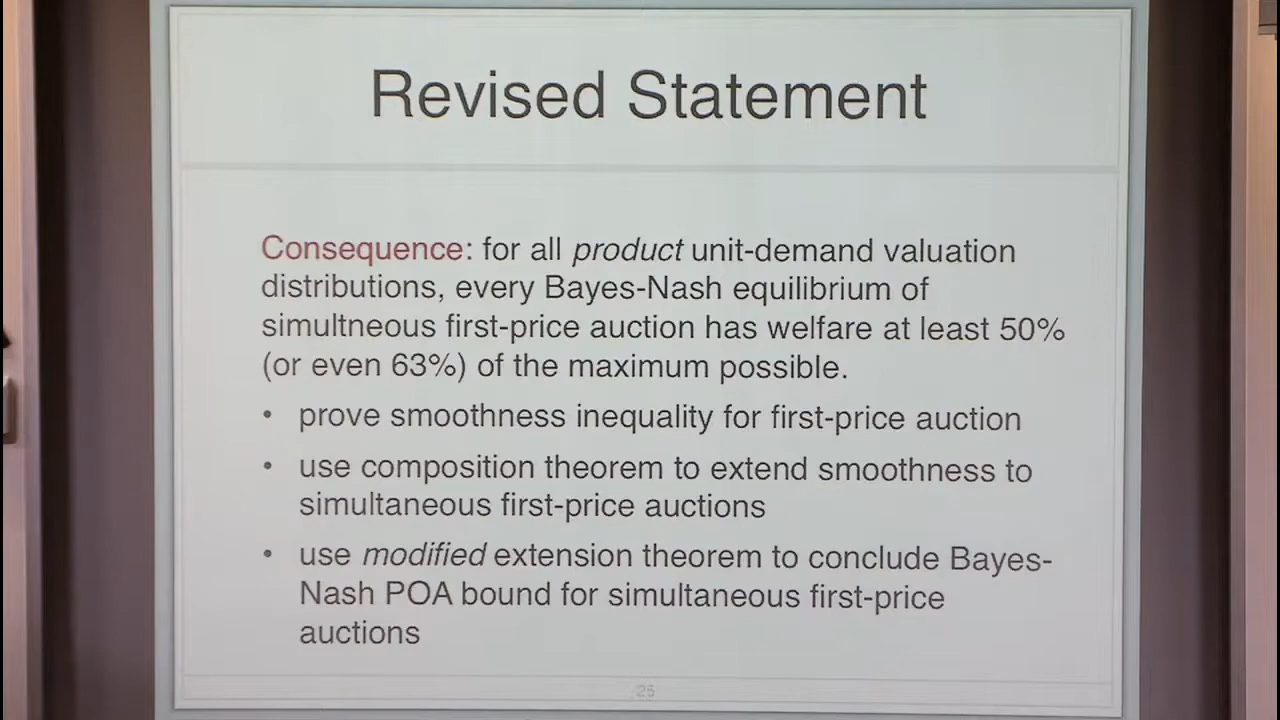 Revised Statement
Consequence: for all product unit-demand valuation
distributions, every Bayes-Nash equilibrium of
simultneous first-price auction has welfare at least 50%
(or even 63%) of the maximum possible.
• prove smoothness inequality for first-price auction
• use composition theorem to extend smoothness to
simultaneous first-price auctions
• use modified extension theorem to conclude Bayes-
Nash POA bound for simultaneous first-price
auctions
25